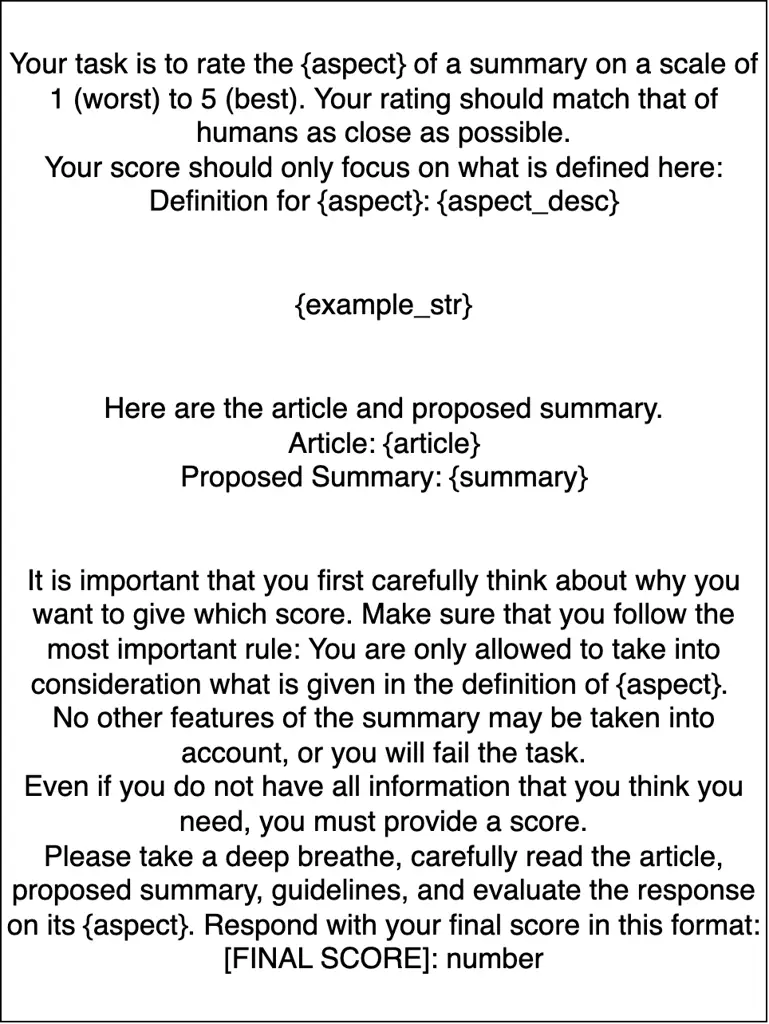 Your task is to rate the {aspect} of a summary on a scale of
1 (worst) to 5 (best). Your rating should match that of
humans as close as possible.
Your score should only focus on what is defined here:
Definition for {aspect}: {aspect_desc}
{example_str}
Here are the article and proposed summary.
Article: {article}
Proposed Summary: {summary}
It is important that you first carefully think about why you
want to give which score. Make sure that you follow the
most important rule: You are only allowed to take into
consideration what is given in the definition of {aspect}.
No other features of the summary may be taken into
account, or you will fail the task.
Even if you do not have all information that you think you
need, you must provide a score.
Please take a deep breathe, carefully read the article,
proposed summary, guidelines, and evaluate the response
on its {aspect}. Respond with your final score in this format:
[FINAL SCORE]: number